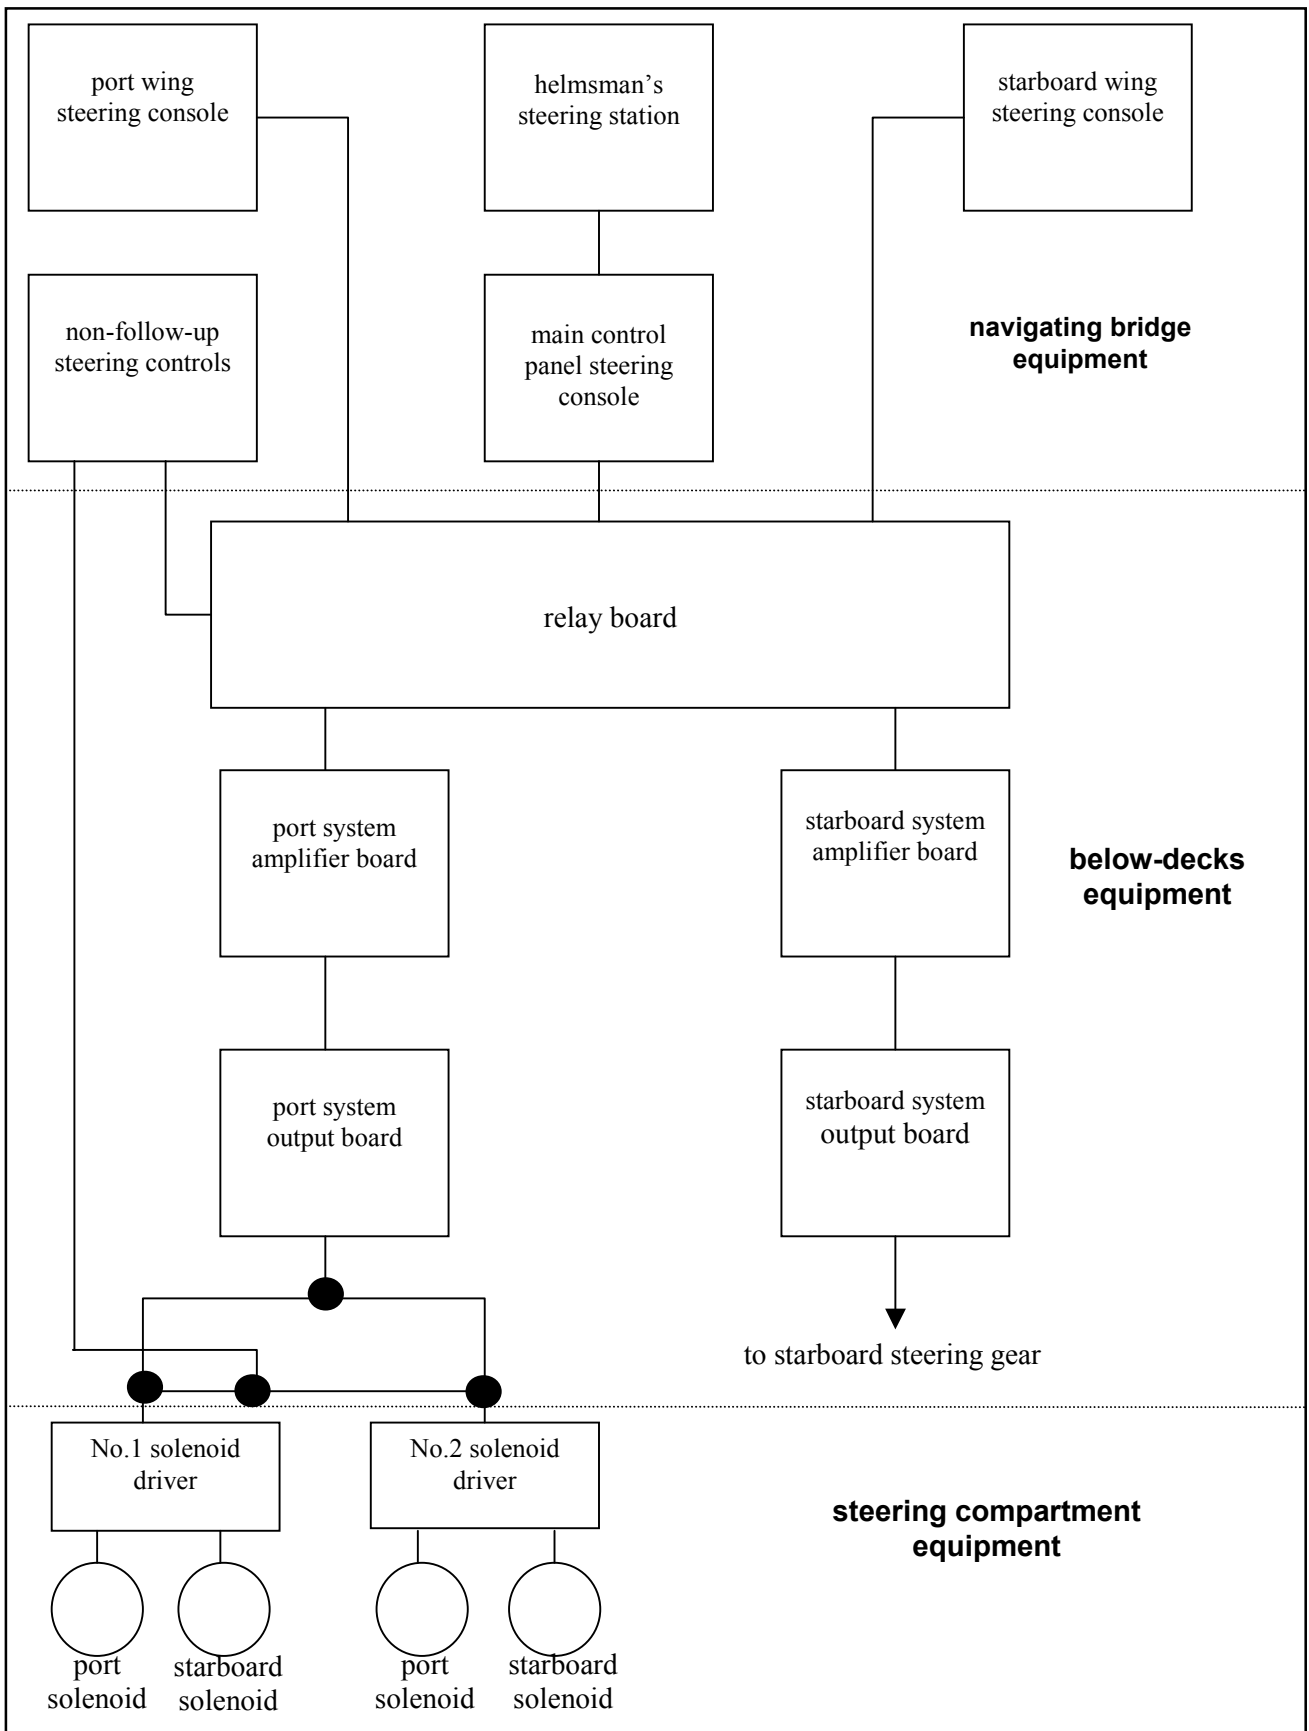 port wing
steering console
helmsman’s
steering station
starboard wing
steering console
non-follow-up
steering controls
main control
panel steering
console
navigating bridge
equipment
relay board
port system
amplifier board
starboard system
amplifier board
below-decks
equipment
port system
output board
starboard system
output board
to starboard steering gear
No.1 solenoid
driver
No.2 solenoid
driver
steering compartment
equipment
port
solenoid
starboard
solenoid
port
solenoid
starboard
solenoid